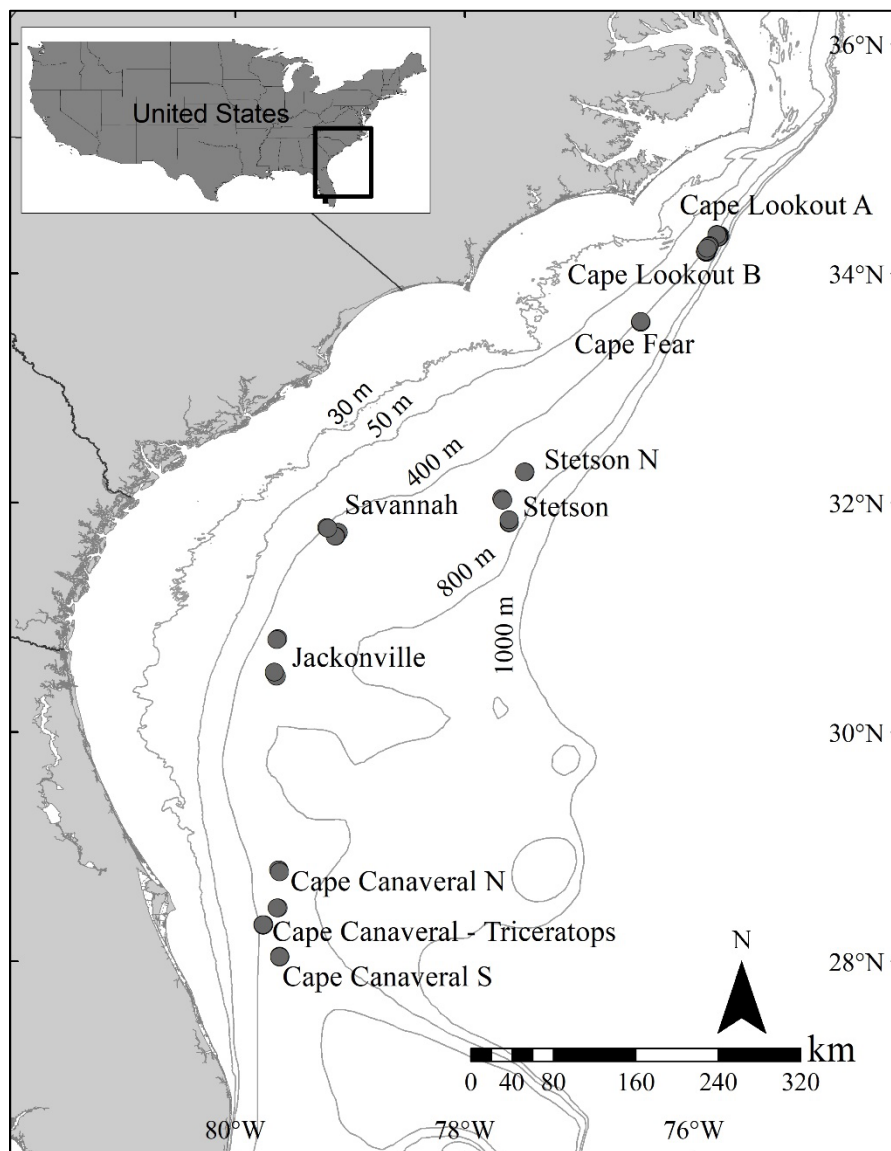 36°N
United States
Cape Lookout A
Cape Lookout B
34°N
Cape Fear
30 m
50 m
400 m
Stetson N
Savannah
Stetson
32°N
800 m
1000 m
Jackonville
30°N
Cape Canaveral N
Cape Canaveral - Triceratops
Cape Canaveral S
28°N
N
km
0 40 80 160 240 320
80°W 78°W 76°W